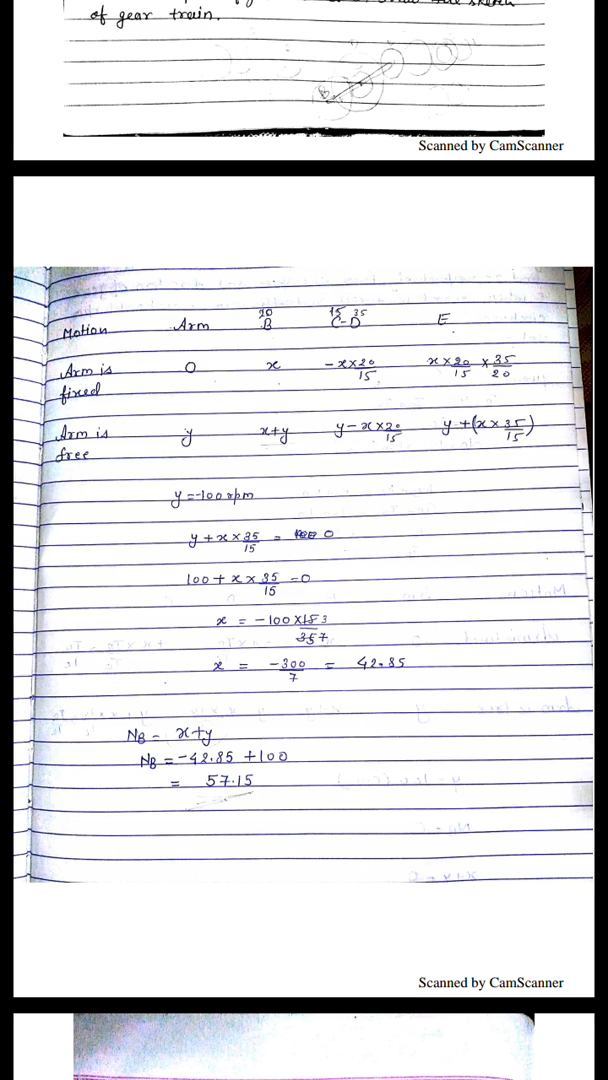 of gear train.
B
Scanned by CamScanner
20 15 35
Motion Arm B C-D E
Arm is fixed 0 x -x×20/15 x×20/15 ×35/20
Arm is free y x+y y-x×20/15 y+(x×35/15)
y=-100 rpm
y+x×35/15 = 0
100+x×35/15=0
x = -100×15 3/35 7
x = -300/7 = 42.85
NB = x+y
NB = -42.85 +100
= 57.15
Scanned by CamScanner